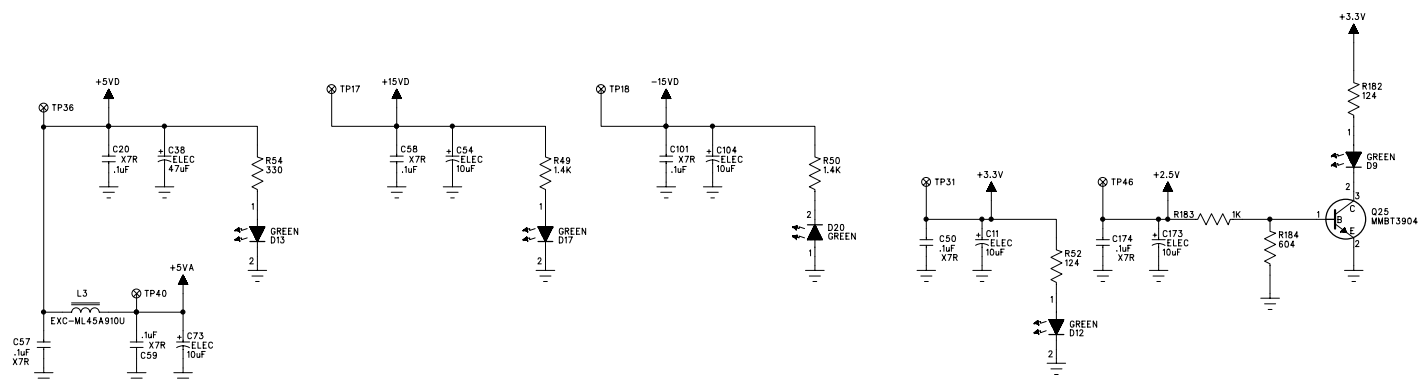 +5VD
TP36
C20
X7R
.1uF
+ C38
ELEC
47uF
R54
330
1
GREEN
D13
2
+5VA
L3
TP40
EXC-ML45A910U
C57
.1uF
X7R
.1uF
X7R
C59
+ C73
ELEC
10uF
TP17
+15VD
C58
X7R
.1uF
+ C54
ELEC
10uF
R49
1.4K
1
GREEN
D17
2
TP18
-15VD
C101
X7R
.1uF
+ C104
ELEC
10uF
R50
1.4K
2
D20
GREEN
1
TP31
+3.3V
C50
.1uF
X7R
+ C11
ELEC
10uF
R52
124
1
GREEN
D12
2
TP46
+2.5V
C174
.1uF
X7R
+ C173
ELEC
10uF
R183
1K
R184
604
+3.3V
R182
124
1
GREEN
D9
2
3
C
1
B
E
2
Q25
MMBT3904